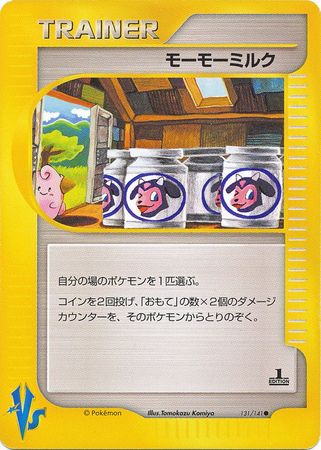 TRAINER
モーモーミルク
自分の場のポケモンを1匹選ぶ。
コインを2回投げ、「おもて」の数×2個のダメージ
カウンターを、そのポケモンからとりのぞく。
1
EDITION
VS
© Pokémon
Illus.Tomokazu Komiya
131/141●